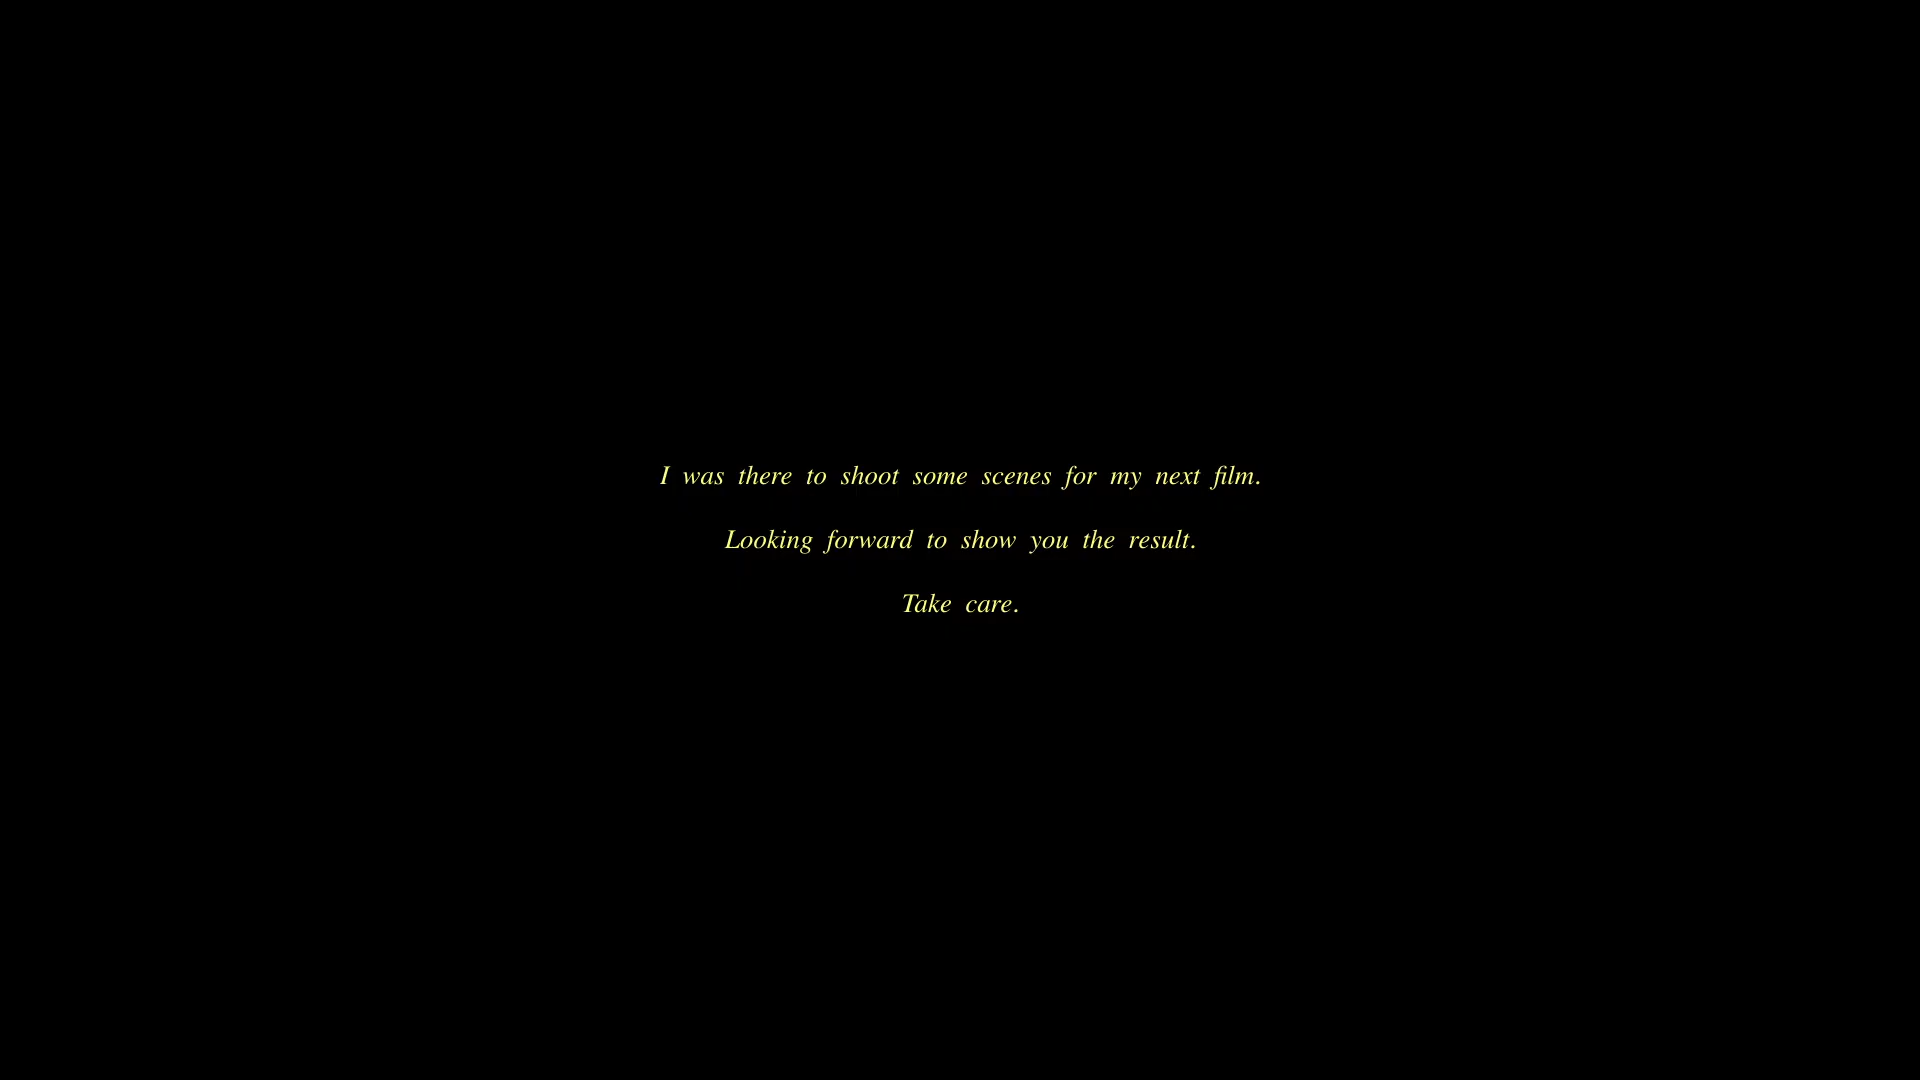 I was there to shoot some scenes for my next film.
Looking forward to show you the result.
Take care.